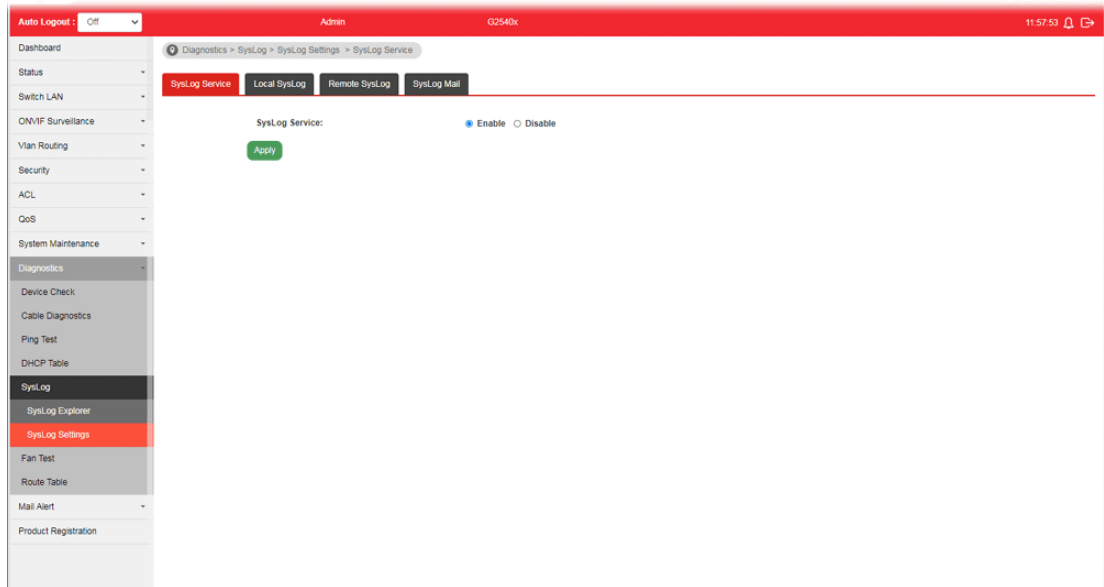 Auto Logout : Off Admin G2540x 11:57:53
Dashboard
Status
Switch LAN
ONVIF Surveillance
Vlan Routing
Security
ACL
QoS
System Maintenance
Diagnostics
Device Check
Cable Diagnostics
Ping Test
DHCP Table
SysLog
SysLog Explorer
SysLog Settings
Fan Test
Route Table
Mail Alert
Product Registration
Diagnostics > SysLog > SysLog Settings > SysLog Service
SysLog Service Local SysLog Remote SysLog SysLog Mail
SysLog Service: Enable Disable
Apply